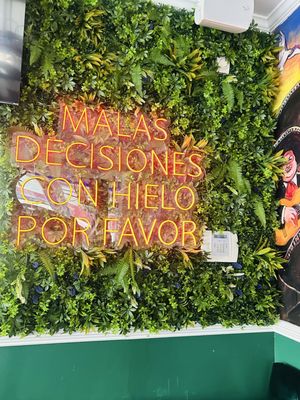 MALAS
DECISIONES
CON HIELO
POR FAVOR